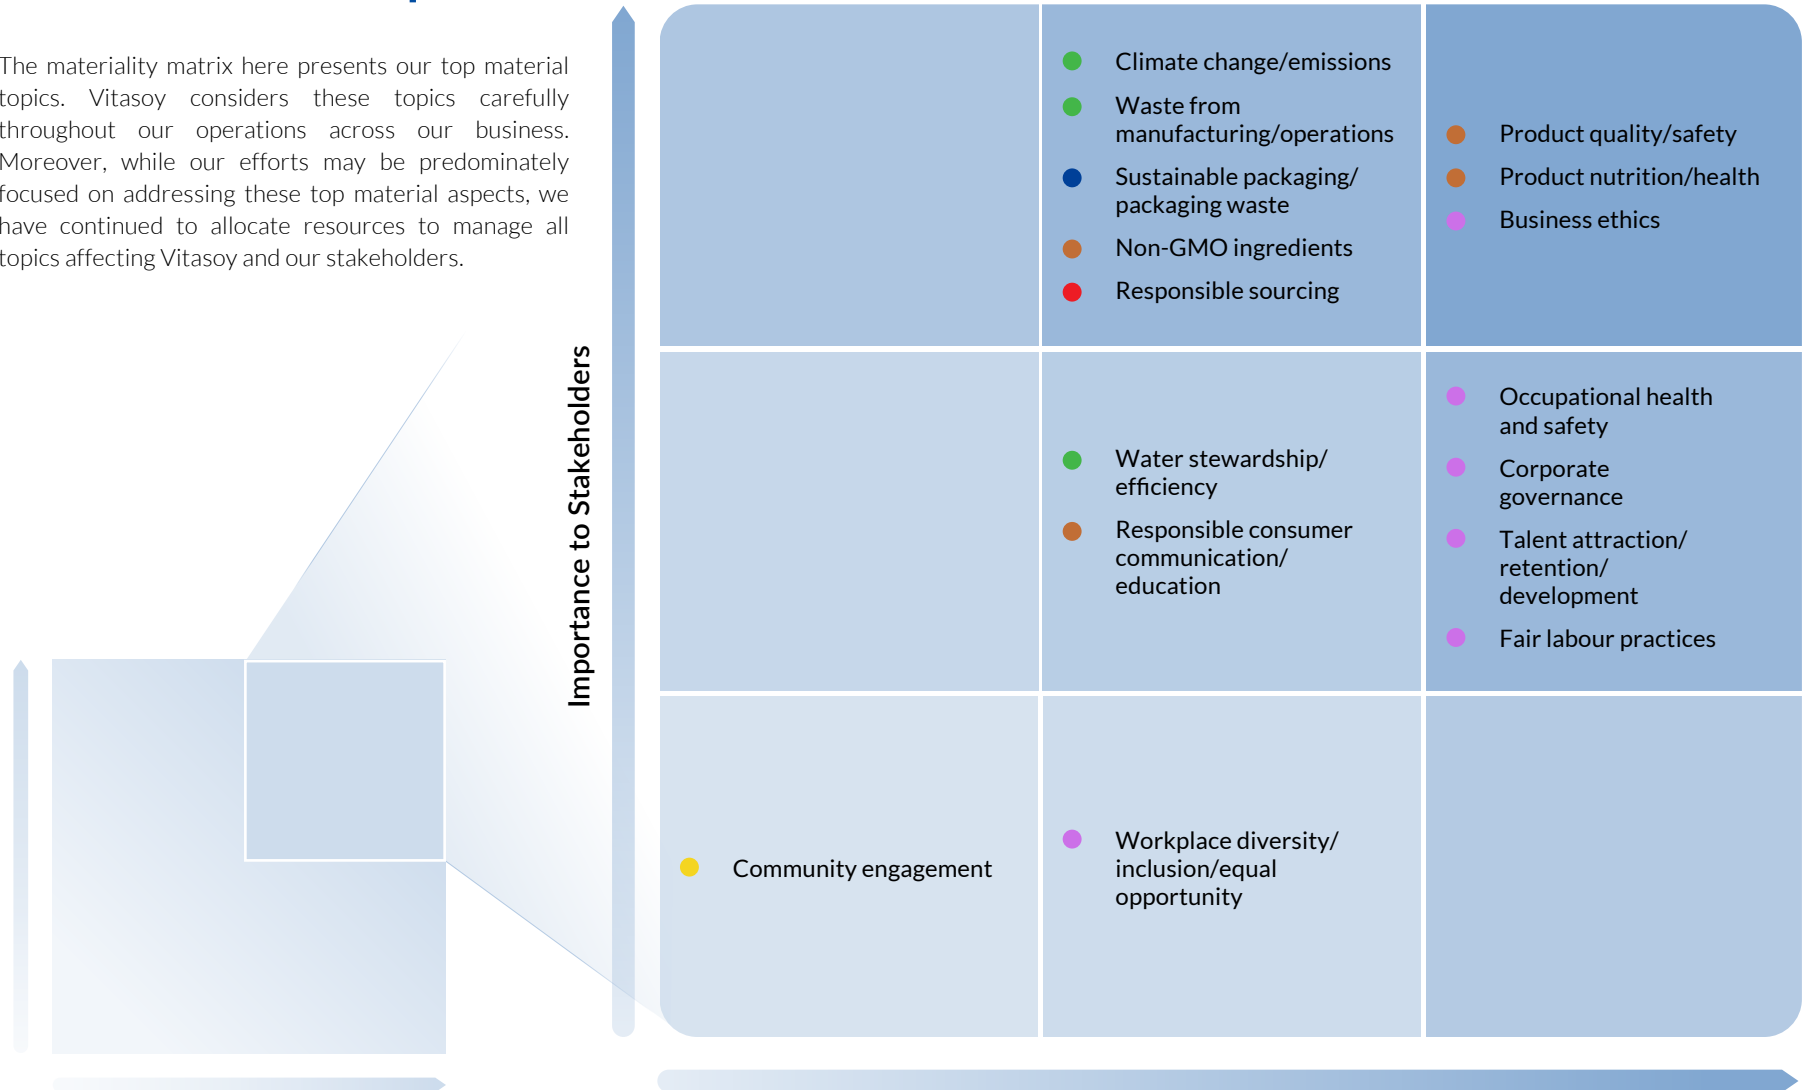 The materiality matrix here presents our top material
topics. Vitasoy considers these topics carefully
throughout our operations across our business.
Moreover, while our efforts may be predominately
focused on addressing these top material aspects, we
have continued to allocate resources to manage all
topics affecting Vitasoy and our stakeholders.
Importance to Stakeholders
Climate change/emissions
Waste from
manufacturing/operations
Sustainable packaging/
packaging waste
Non-GMO ingredients
Responsible sourcing
Product quality/safety
Product nutrition/health
Business ethics
Water stewardship/
efficiency
Responsible consumer
communication/
education
Occupational health
and safety
Corporate
governance
Talent attraction/
retention/
development
Fair labour practices
Community engagement
Workplace diversity/
inclusion/equal
opportunity